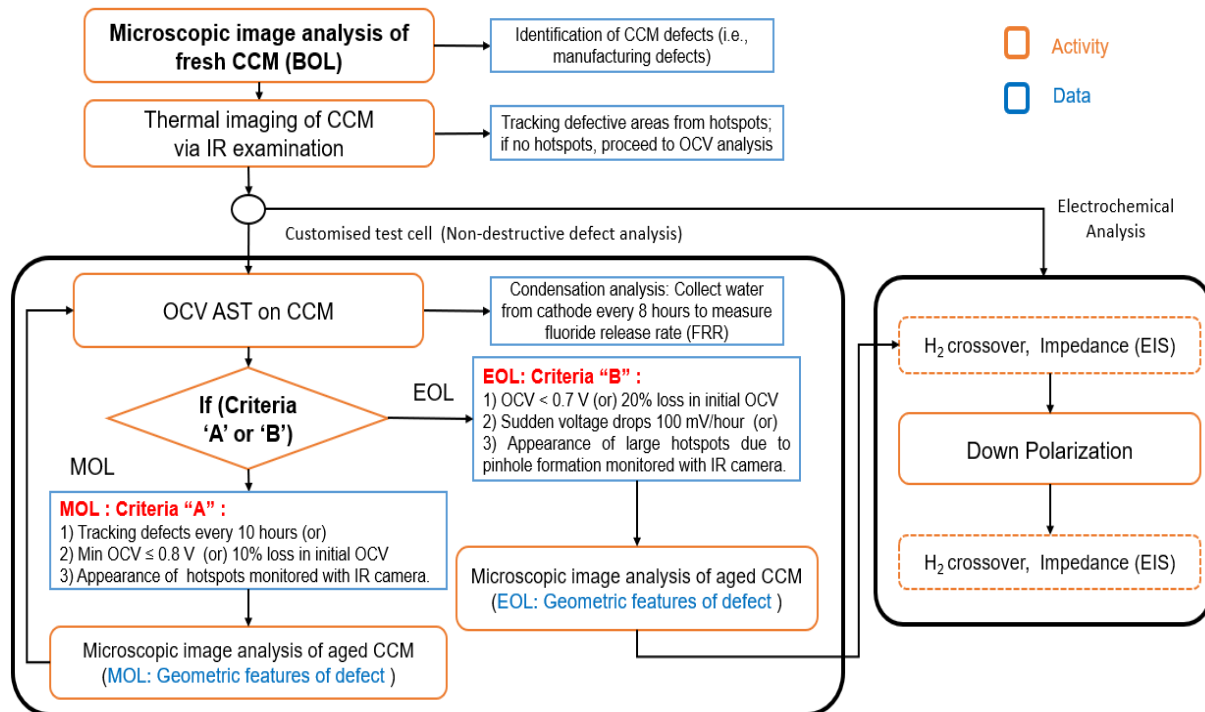 Microscopic image analysis of
fresh CCM (BOL)
Identification of CCM defects (i.e.,
manufacturing defects)
Activity
Data
Thermal imaging of CCM
via IR examination
Tracking defective areas from hotspots;
if no hotspots, proceed to OCV analysis
Electrochemical
Analysis
Customised test cell (Non-destructive defect analysis)
OCV AST on CCM
Condensation analysis: Collect water
from cathode every 8 hours to measure
fluoride release rate (FRR)
If (Criteria
‘A’ or ‘B’)
EOL
MOL
EOL: Criteria “B” :
1) OCV < 0.7 V (or) 20% loss in initial OCV
2) Sudden voltage drops 100 mV/hour (or)
3) Appearance of large hotspots due to
pinhole formation monitored with IR camera.
MOL : Criteria “A” :
1) Tracking defects every 10 hours (or)
2) Min OCV ≤ 0.8 V (or) 10% loss in initial OCV
3) Appearance of hotspots monitored with IR camera.
Microscopic image analysis of aged CCM
(EOL: Geometric features of defect )
Microscopic image analysis of aged CCM
(MOL: Geometric features of defect )
H₂ crossover, Impedance (EIS)
Down Polarization
H₂ crossover, Impedance (EIS)